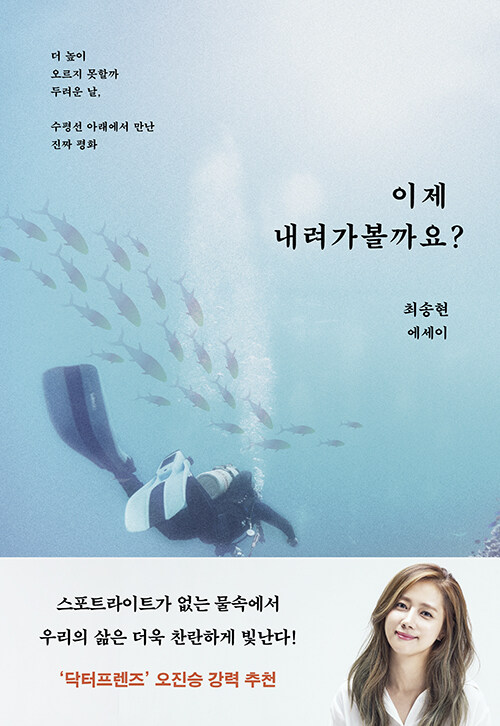 더 높이
오르지 못할까
두려운 날,
수평선 아래에서 만난
진짜 평화
이제
내려가볼까요?
최송현
에세이
스포트라이트가 없는 물속에서
우리의 삶은 더욱 찬란하게 빛난다!
‘닥터프렌즈’ 오진승 강력 추천